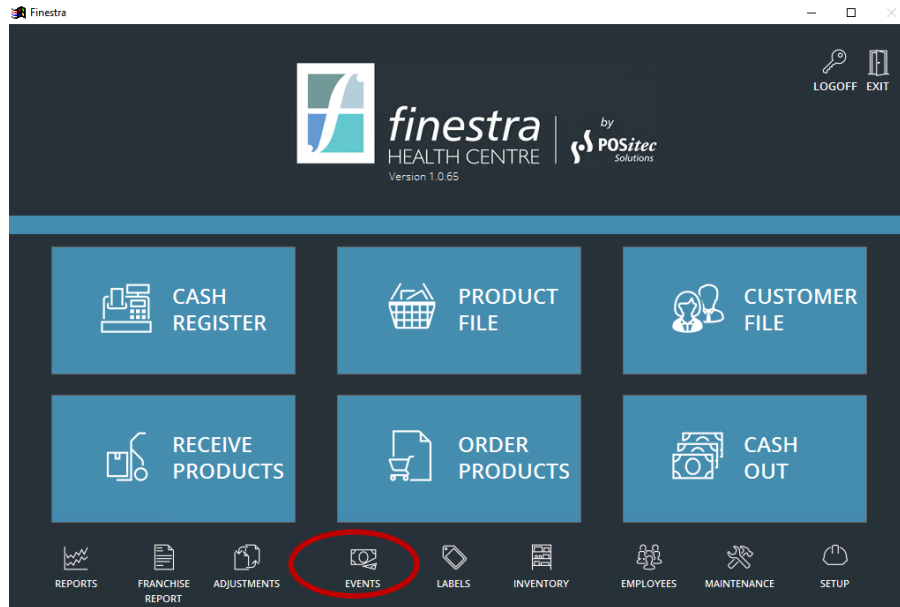 Finestra
LOGOFF EXIT
f
finestra
HEALTH CENTRE
Version 1.0.65
by
POSitec
Solutions
CASH
REGISTER
PRODUCT
FILE
CUSTOMER
FILE
RECEIVE
PRODUCTS
ORDER
PRODUCTS
CASH
OUT
REPORTS
FRANCHISE
REPORT
ADJUSTMENTS
EVENTS
LABELS
INVENTORY
EMPLOYEES
MAINTENANCE
SETUP